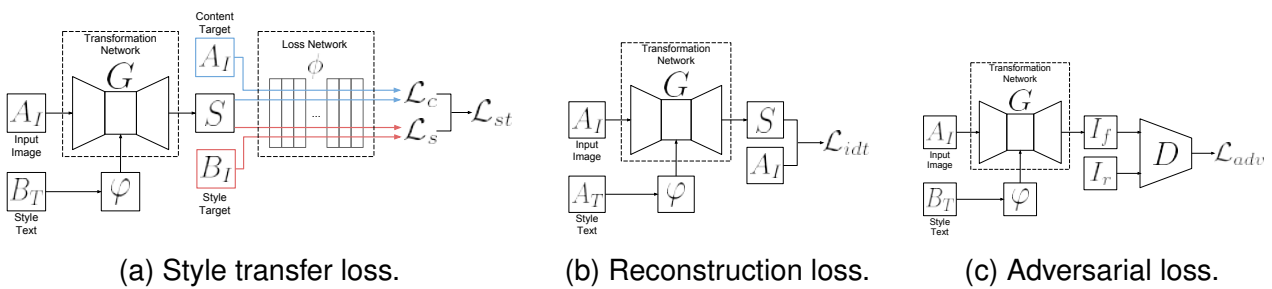 Content
Target
A_I
Transformation
Network
G
Loss Network
ϕ
...
A_I
Input
Image
S
𝓛_c
𝓛_s
𝓛_st
B_I
Style
Target
B_T
Style
Text
φ
(a) Style transfer loss.
Transformation
Network
G
A_I
Input
Image
S
A_I
𝓛_idt
A_T
Style
Text
φ
(b) Reconstruction loss.
Transformation
Network
G
A_I
Input
Image
I_f
I_r
D
𝓛_adv
B_T
Style
Text
φ
(c) Adversarial loss.